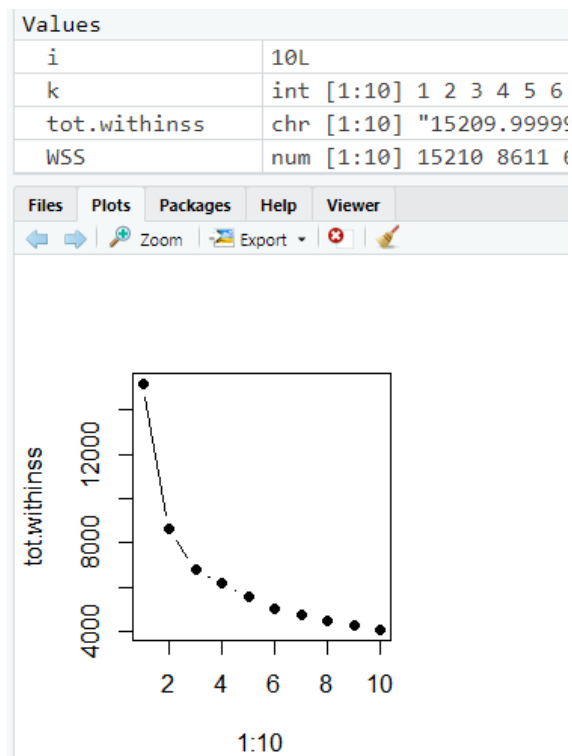 Values
i 10L
k int [1:10] 1 2 3 4 5 6
tot.withinss chr [1:10] "15209.99999
WSS num [1:10] 15210 8611 6
Files Plots Packages Help Viewer
Zoom Export
tot.withinss
12000
8000
4000
2 4 6 8 10
1:10